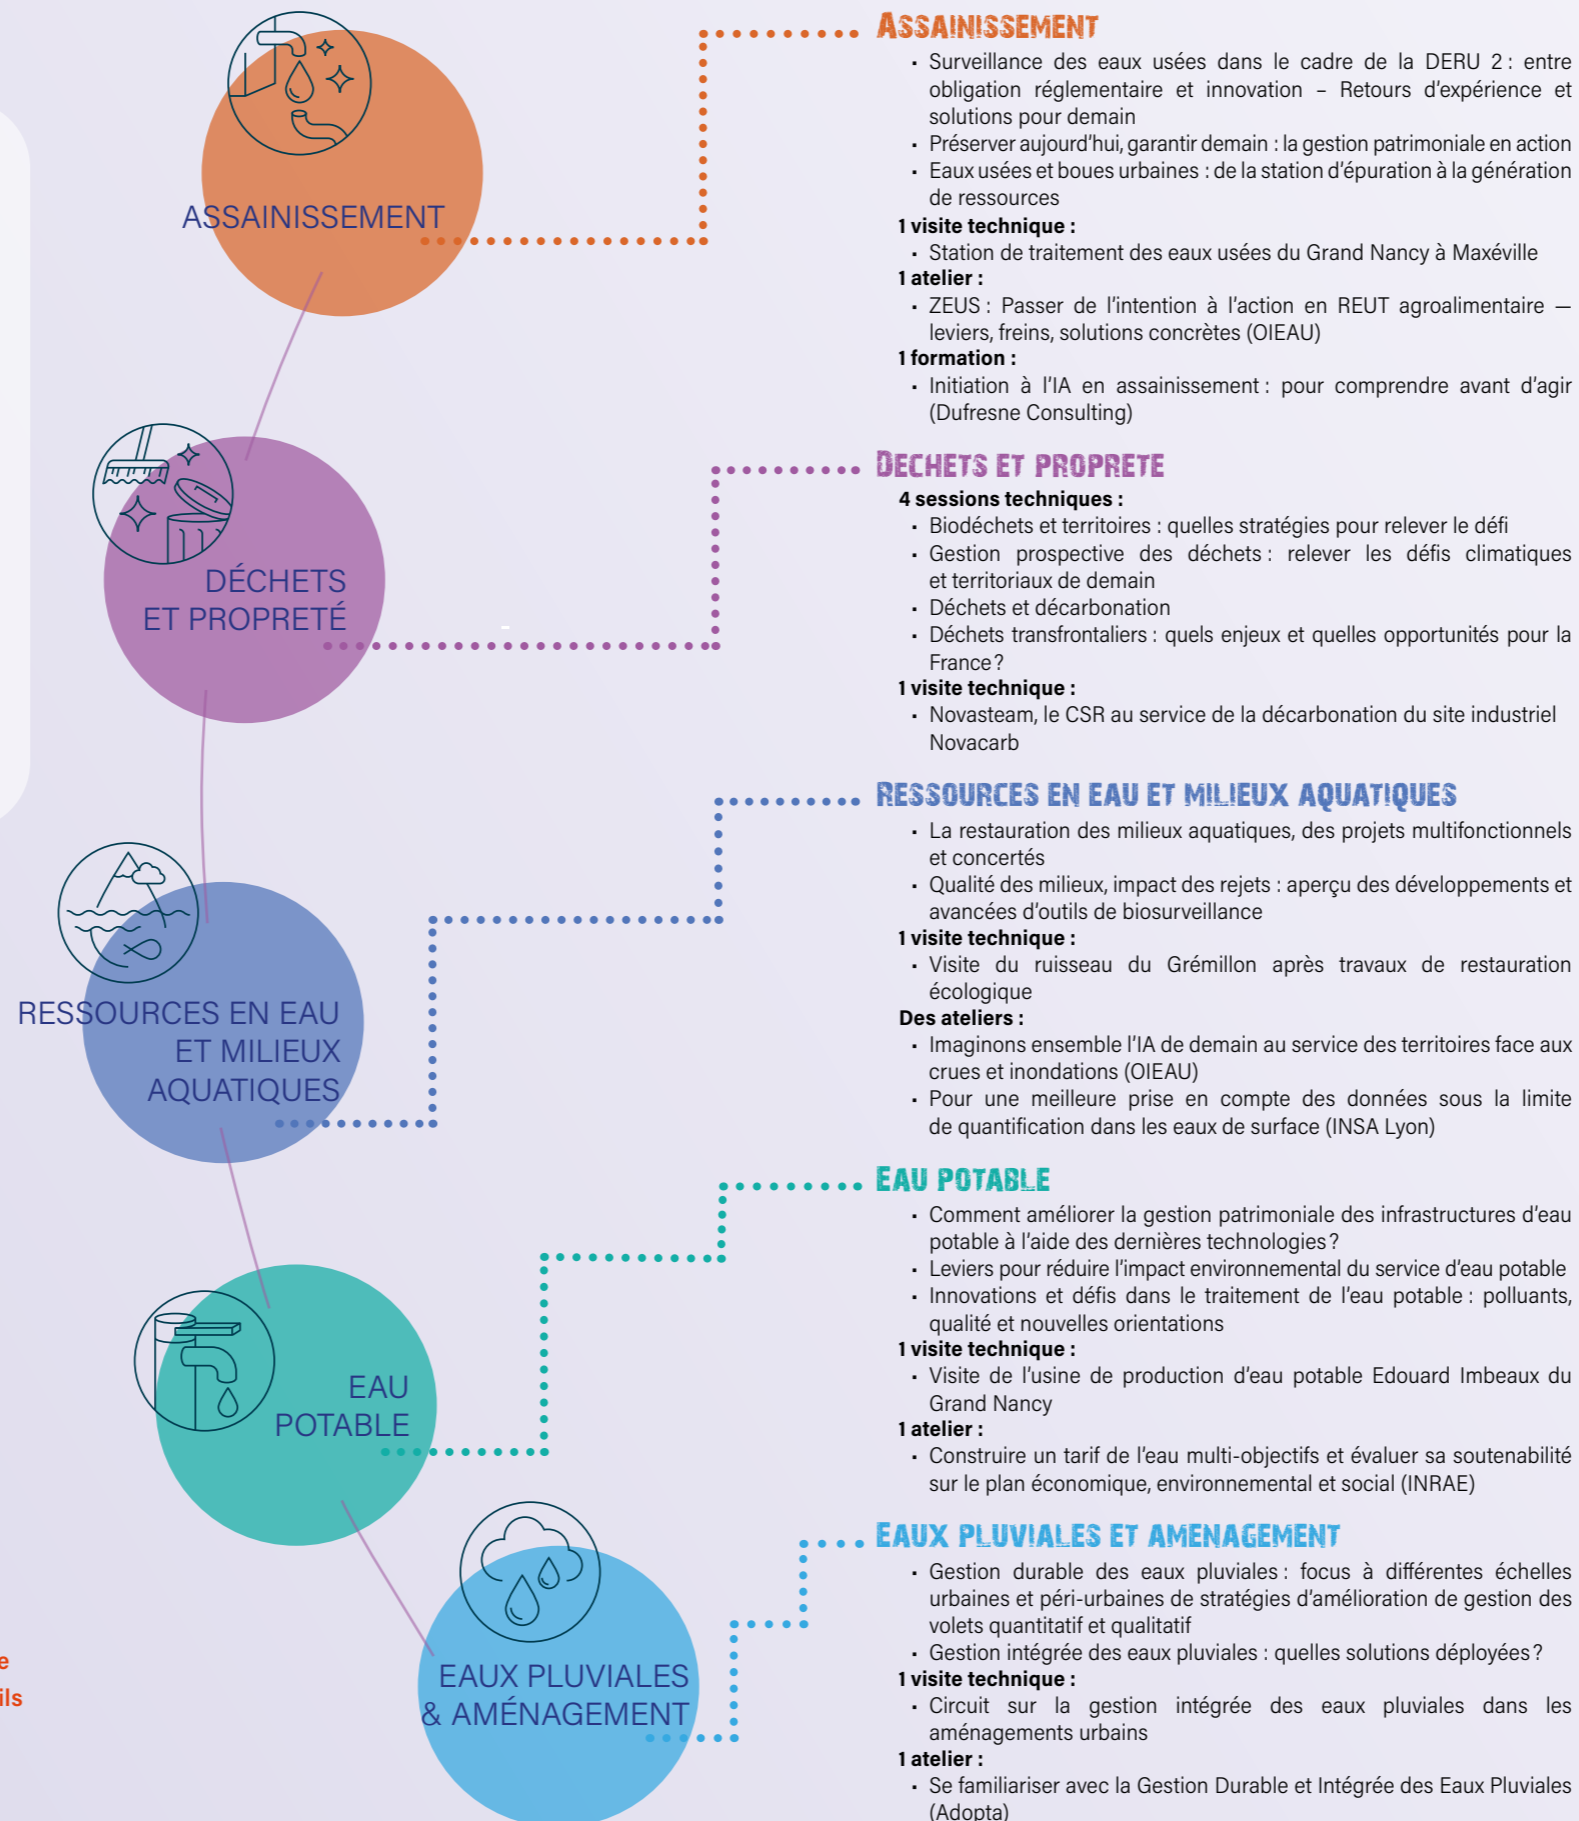 ASSAINISSEMENT
DÉCHETS
ET PROPRETÉ
RESSOURCES EN EAU
ET MILIEUX
AQUATIQUES
EAU
POTABLE
EAUX PLUVIALES
& AMÉNAGEMENT
e
ils
ASSAINISSEMENT
• Surveillance des eaux usées dans le cadre de la DERU 2 : entre
obligation réglementaire et innovation – Retours d'expérience et
solutions pour demain
• Préserver aujourd'hui, garantir demain : la gestion patrimoniale en action
• Eaux usées et boues urbaines : de la station d'épuration à la génération
de ressources
1 visite technique :
• Station de traitement des eaux usées du Grand Nancy à Maxéville
1 atelier :
• ZEUS : Passer de l'intention à l'action en REUT agroalimentaire —
leviers, freins, solutions concrètes (OIEAU)
1 formation :
• Initiation à l'IA en assainissement : pour comprendre avant d'agir
(Dufresne Consulting)
DECHETS ET PROPRETE
4 sessions techniques :
• Biodéchets et territoires : quelles stratégies pour relever le défi
• Gestion prospective des déchets : relever les défis climatiques
et territoriaux de demain
• Déchets et décarbonation
• Déchets transfrontaliers : quels enjeux et quelles opportunités pour la
France ?
1 visite technique :
• Novasteam, le CSR au service de la décarbonation du site industriel
Novacarb
RESSOURCES EN EAU ET MILIEUX AQUATIQUES
• La restauration des milieux aquatiques, des projets multifonctionnels
et concertés
• Qualité des milieux, impact des rejets : aperçu des développements et
avancées d'outils de biosurveillance
1 visite technique :
• Visite du ruisseau du Grémillon après travaux de restauration
écologique
Des ateliers :
• Imaginons ensemble l'IA de demain au service des territoires face aux
crues et inondations (OIEAU)
• Pour une meilleure prise en compte des données sous la limite
de quantification dans les eaux de surface (INSA Lyon)
EAU POTABLE
• Comment améliorer la gestion patrimoniale des infrastructures d'eau
potable à l'aide des dernières technologies ?
• Leviers pour réduire l'impact environnemental du service d'eau potable
• Innovations et défis dans le traitement de l'eau potable : polluants,
qualité et nouvelles orientations
1 visite technique :
• Visite de l'usine de production d'eau potable Edouard Imbeaux du
Grand Nancy
1 atelier :
• Construire un tarif de l'eau multi-objectifs et évaluer sa soutenabilité
sur le plan économique, environnemental et social (INRAE)
EAUX PLUVIALES ET AMENAGEMENT
• Gestion durable des eaux pluviales : focus à différentes échelles
urbaines et péri-urbaines de stratégies d'amélioration de gestion des
volets quantitatif et qualitatif
• Gestion intégrée des eaux pluviales : quelles solutions déployées ?
1 visite technique :
• Circuit sur la gestion intégrée des eaux pluviales dans les
aménagements urbains
1 atelier :
• Se familiariser avec la Gestion Durable et Intégrée des Eaux Pluviales
(Adopta)